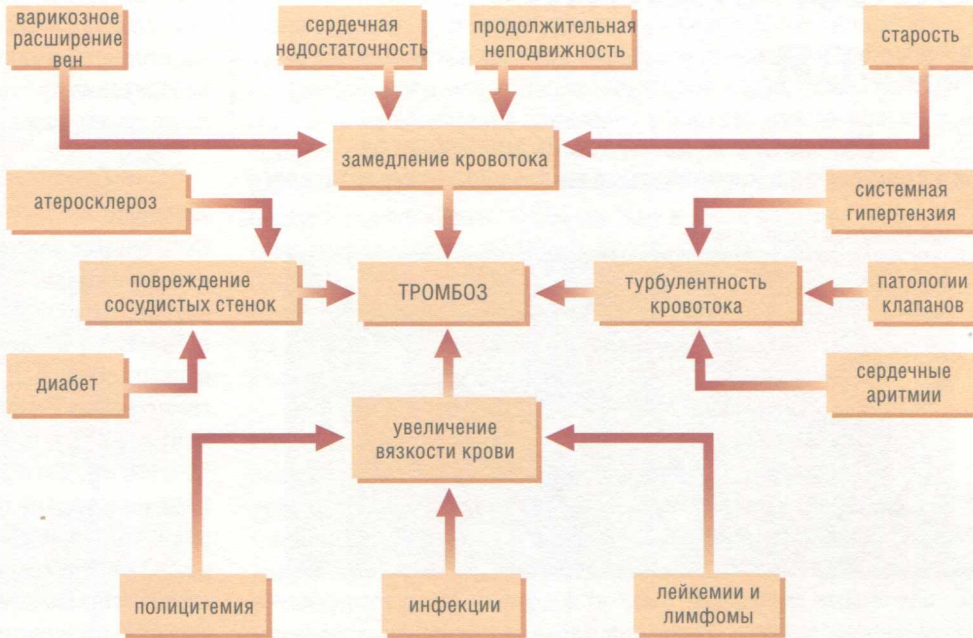 варикозное
расширение
вен
сердечная
недостаточность
продолжительная
неподвижность
старость
замедление кровотока
атеросклероз
системная
гипертензия
повреждение
сосудистых стенок
ТРОМБОЗ
турбулентность
кровотока
патологии
клапанов
диабет
сердечные
аритмии
увеличение
вязкости крови
полицитемия
инфекции
лейкемии и
лимфомы